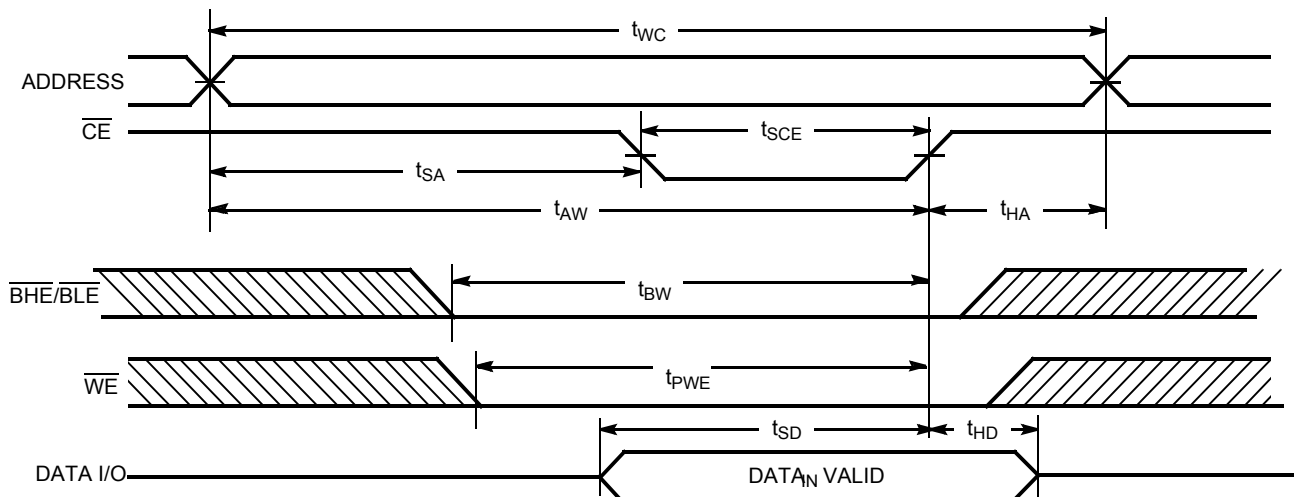 tWC
ADDRESS
CE
tSCE
tSA
tAW
tHA
BHE/BLE
tBW
WE
tPWE
tSD
tHD
DATA I/O
DATAIN VALID